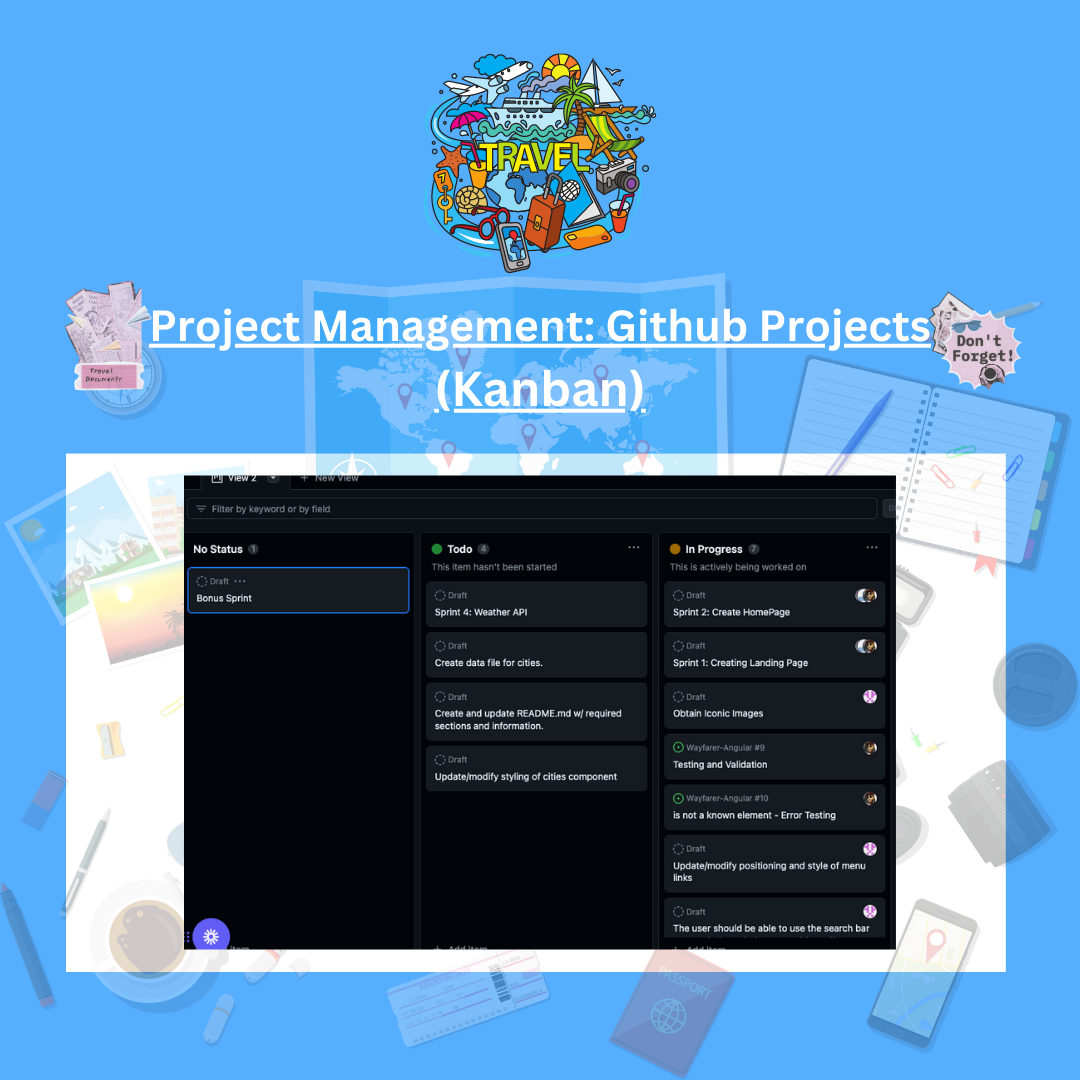 TRAVEL
7
Project Management: Github Projects
(Kanban)
Travel
Documents
Don't
Forget!
View 2
New View
Filter by keyword or by field
No Status 1
Draft
Bonus Sprint
Todo 4
This item hasn't been started
Draft
Sprint 4: Weather API
Draft
Create data file for cities.
Draft
Create and update README.md w/ required
sections and information.
Draft
Update/modify styling of cities component
Add item
In Progress 7
This is actively being worked on
Draft
Sprint 2: Create HomePage
Draft
Sprint 1: Creating Landing Page
Draft
Obtain Iconic Images
Wayfarer-Angular #9
Testing and Validation
Wayfarer-Angular #10
is not a known element - Error Testing
Draft
Update/modify positioning and style of menu
links
Draft
The user should be able to use the search bar
Add item
item
PASSPORT